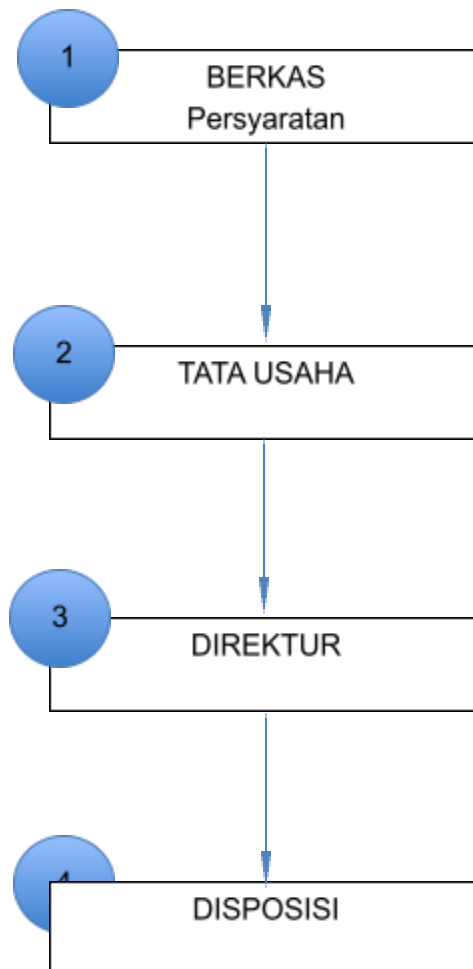 1
BERKAS
Persyaratan
2
TATA USAHA
3
DIREKTUR
4
DISPOSISI